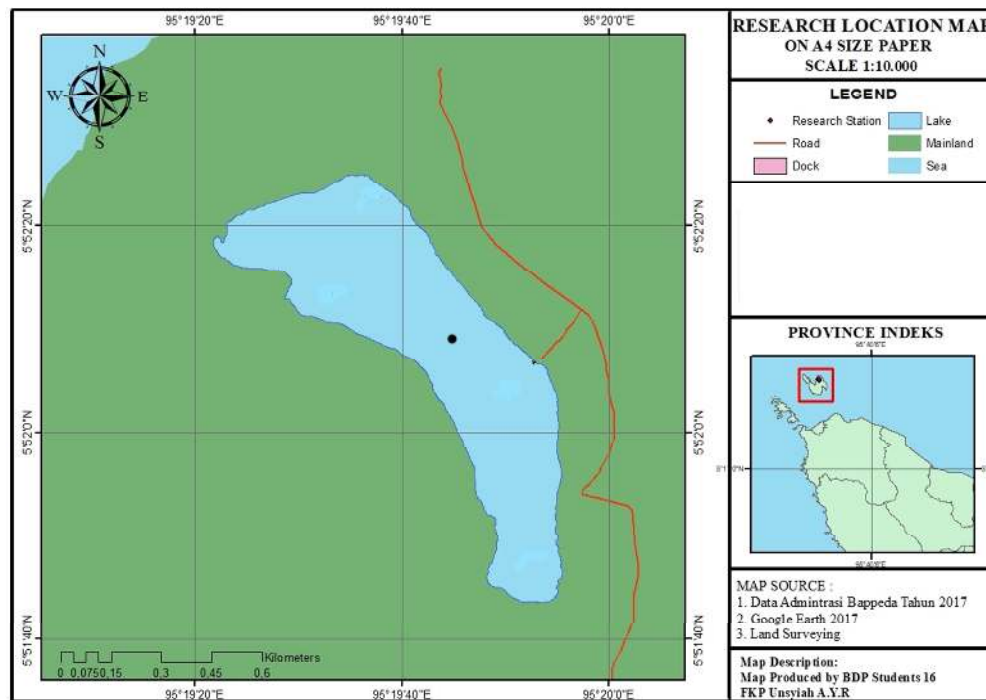 95°19'20"E 95°19'40"E 95°20'0"E
N
W E
S
5°52'20"N 5°52'20"N
5°52'0"N 5°52'0"N
5°51'40"N 5°51'40"N
Kilometers
0 0.075 0.15 0.3 0.45 0.6
95°19'20"E 95°19'40"E 95°20'0"E
RESEARCH LOCATION MAP
ON A4 SIZE PAPER
SCALE 1:10.000
LEGEND
Research Station Lake
Road Mainland
Dock Sea
PROVINCE INDEKS
MAP SOURCE :
1. Data Admintrasi Bappeda Tahun 2017
2. Google Earth 2017
3. Land Surveying
Map Description:
Map Produced by BDP Students 16
FKP Unsyiah A.Y.R